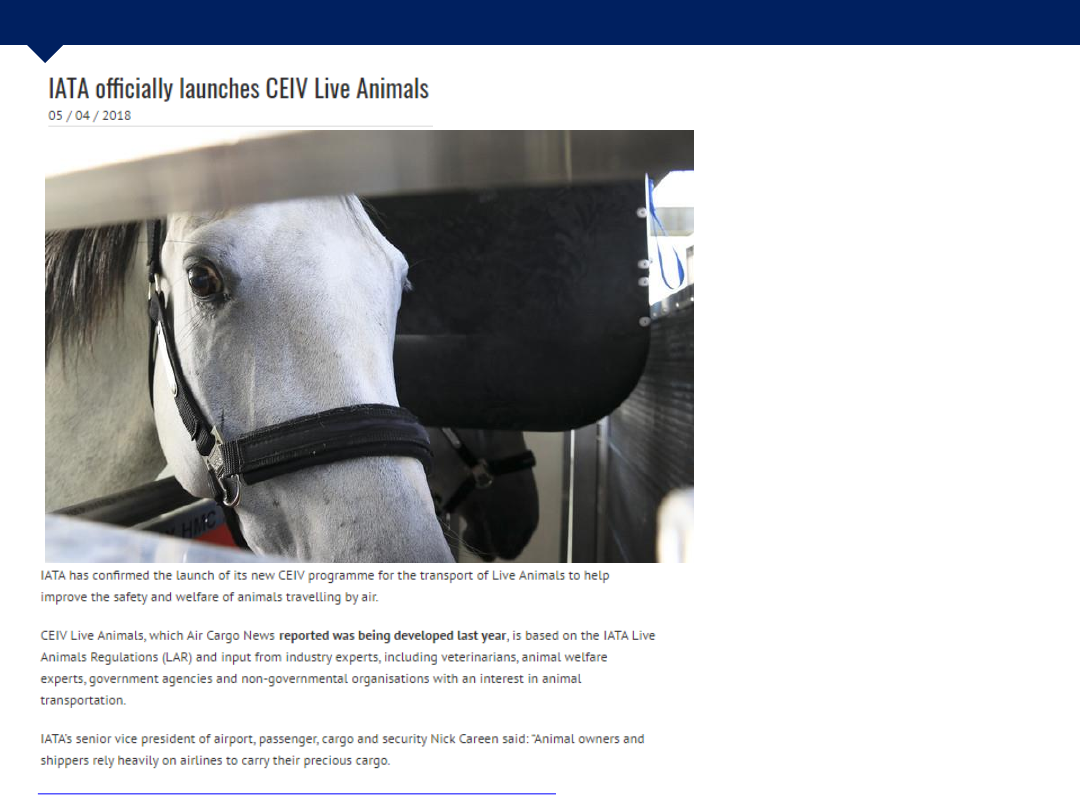 IATA officially launches CEIV Live Animals
05 / 04 / 2018
HMC
IATA has confirmed the launch of its new CEIV programme for the transport of Live Animals to help
improve the safety and welfare of animals travelling by air.
CEIV Live Animals, which Air Cargo News reported was being developed last year, is based on the IATA Live
Animals Regulations (LAR) and input from industry experts, including veterinarians, animal welfare
experts, government agencies and non-governmental organisations with an interest in animal
transportation.
IATA's senior vice president of airport, passenger, cargo and security Nick Careen said: "Animal owners and
shippers rely heavily on airlines to carry their precious cargo.